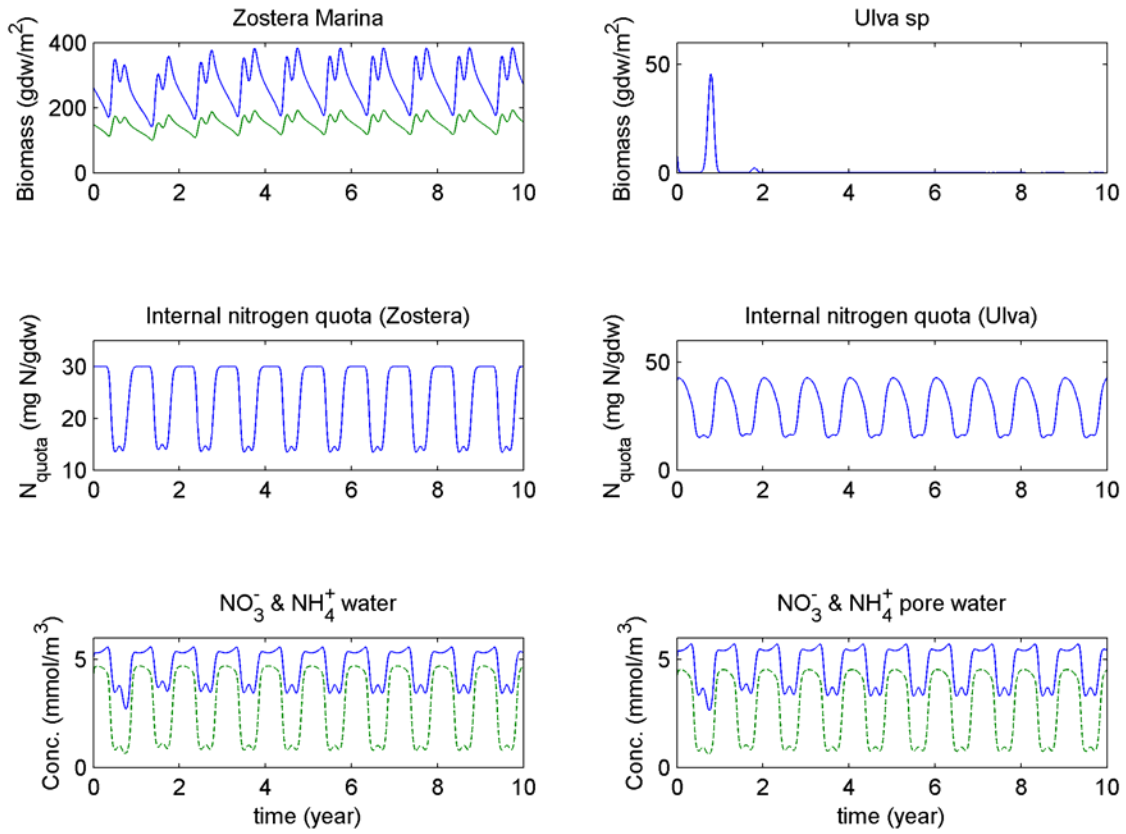 Zostera Marina
Biomass (gdw/m²)
400
200
0
0 2 4 6 8 10
Ulva sp
Biomass (gdw/m²)
50
0
0 2 4 6 8 10
Internal nitrogen quota (Zostera)
N_quota (mg N/gdw)
30
20
10
0 2 4 6 8 10
Internal nitrogen quota (Ulva)
N_quota (mg N/gdw)
50
0
0 2 4 6 8 10
NO₃⁻ & NH₄⁺ water
Conc. (mmol/m³)
5
0
0 2 4 6 8 10
time (year)
NO₃⁻ & NH₄⁺ pore water
Conc. (mmol/m³)
5
0
0 2 4 6 8 10
time (year)